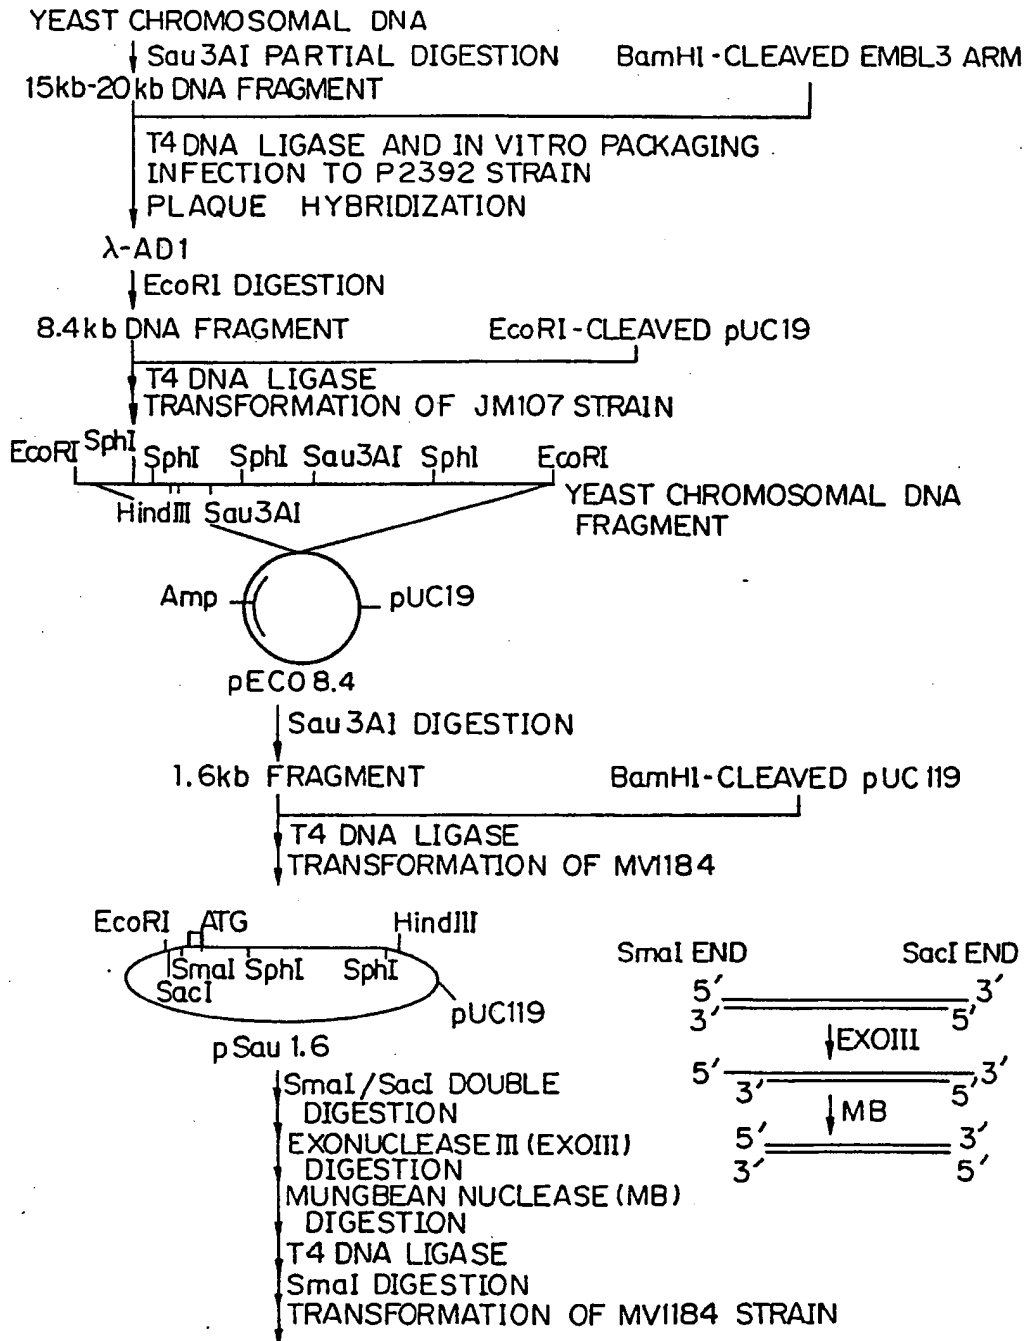 YEAST CHROMOSOMAL DNA
Sau3AI PARTIAL DIGESTION
BamHI-CLEAVED EMBL3 ARM
15kb-20kb DNA FRAGMENT
T4 DNA LIGASE AND IN VITRO PACKAGING
INFECTION TO P2392 STRAIN
PLAQUE HYBRIDIZATION
λ-AD1
EcoRI DIGESTION
8.4kb DNA FRAGMENT
EcoRI-CLEAVED pUC19
T4 DNA LIGASE
TRANSFORMATION OF JM107 STRAIN
EcoRI SphI SphI SphI Sau3AI SphI EcoRI
HindIII Sau3AI
YEAST CHROMOSOMAL DNA
FRAGMENT
Amp
pUC19
pECO 8.4
Sau3AI DIGESTION
1.6kb FRAGMENT
BamHI-CLEAVED pUC119
T4 DNA LIGASE
TRANSFORMATION OF MV1184
EcoRI ATG HindIII
SmaI SphI SphI
SacI
pUC119
pSau 1.6
SmaI/SacI DOUBLE
DIGESTION
EXONUCLEASE III (EXOIII)
DIGESTION
MUNGBEAN NUCLEASE (MB)
DIGESTION
T4 DNA LIGASE
SmaI DIGESTION
TRANSFORMATION OF MV1184 STRAIN
SmaI END SacI END
5′ 3′
3′ 5′
EXOIII
5′ 3′
3′ 5′
MB
5′ 3′
3′ 5′